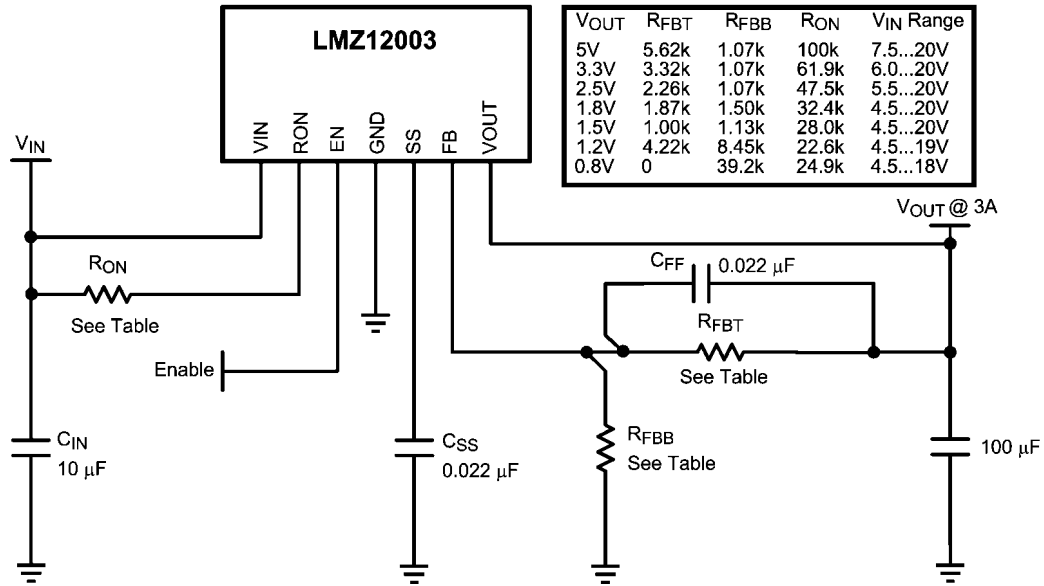 LMZ12003
VIN RON EN GND SS FB VOUT
VOUT RFBT RFBB RON VIN Range
5V 5.62k 1.07k 100k 7.5...20V
3.3V 3.32k 1.07k 61.9k 6.0...20V
2.5V 2.26k 1.07k 47.5k 5.5...20V
1.8V 1.87k 1.50k 32.4k 4.5...20V
1.5V 1.00k 1.13k 28.0k 4.5...20V
1.2V 4.22k 8.45k 22.6k 4.5...19V
0.8V 0 39.2k 24.9k 4.5...18V
VIN
VOUT @ 3A
RON
See Table
CFF 0.022 μF
RFBT
See Table
Enable
CIN
10 μF
CSS
0.022 μF
RFBB
See Table
100 μF